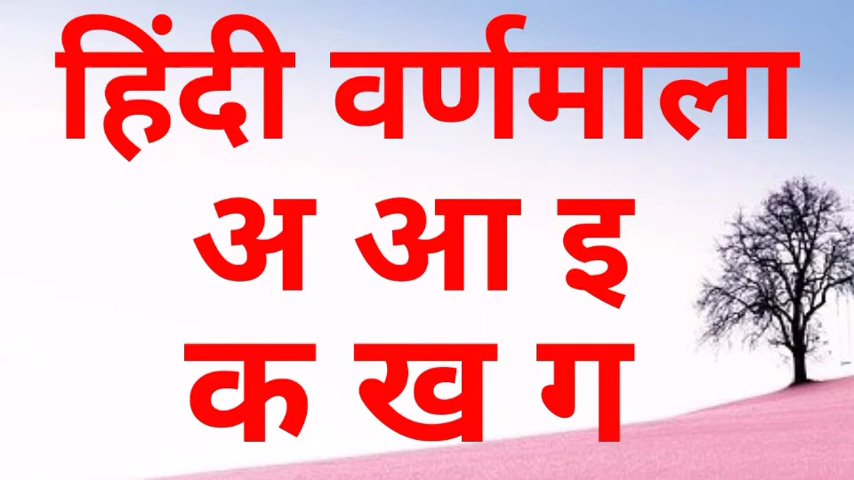 हिंदी वर्णमाला
अ आ इ
क ख ग